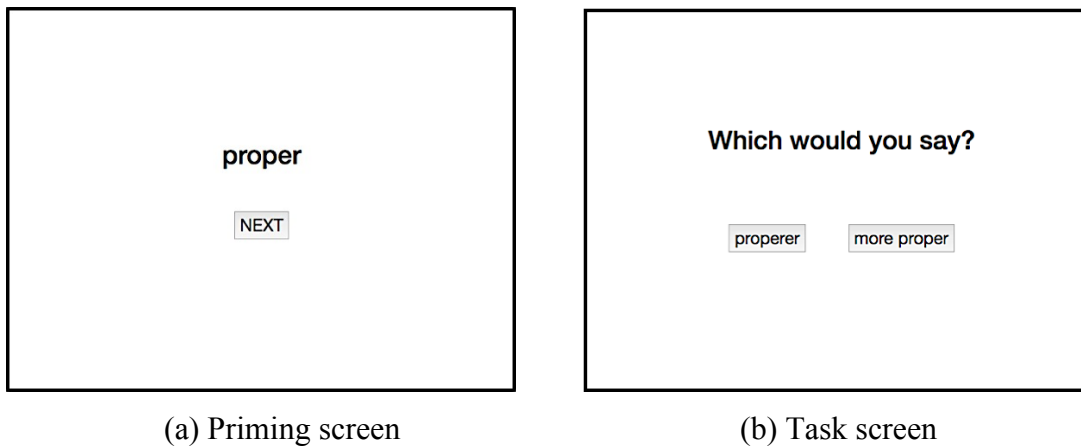 proper
NEXT
(a) Priming screen
Which would you say?
properer more proper
(b) Task screen